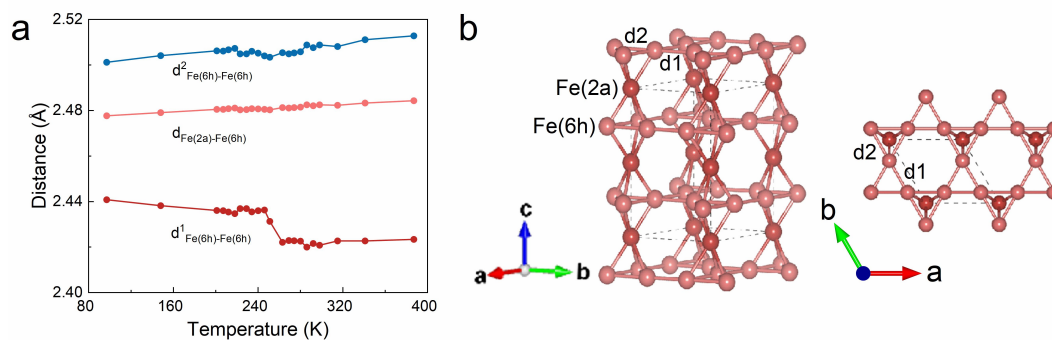 a
2.52
2.48
2.44
2.40
Distance (Å)
d²Fe(6h)-Fe(6h)
dFe(2a)-Fe(6h)
d¹Fe(6h)-Fe(6h)
80 160 240 320 400
Temperature (K)
b
d2
d1
Fe(2a)
Fe(6h)
c
a
b
d2
d1
b
a